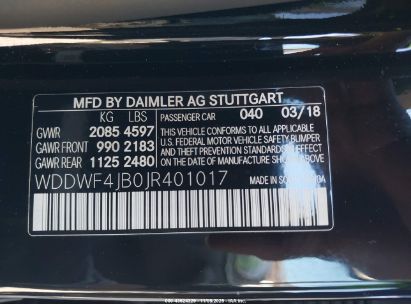 MFD BY DAIMLER AG STUTTGART
KG LBS
PASSENGER CAR 040 03/18
GVWR 2085 4597
GAWR FRONT 990 2183
GAWR REAR 1125 2480
THIS VEHICLE CONFORMS TO ALL APPLICABLE
U.S. FEDERAL MOTOR VEHICLE SAFETY BUMPER
AND THEFT PREVENTION STANDARDS IN EFFECT
ON THE DATE OF MANUFACTURE SHOWN ABOVE.
WDDWF4JB0JR401017
MADE IN